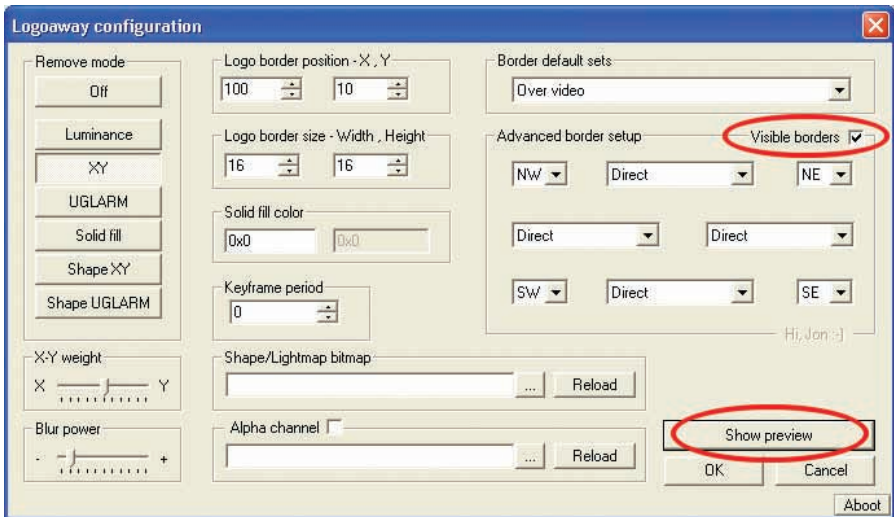 Logoaway configuration
Remove mode
Off
Luminance
XY
UGLARM
Solid fill
Shape XY
Shape UGLARM
Logo border position - X , Y
100 10
Logo border size - Width , Height
16 16
Solid fill color
0x0 0x0
Keyframe period
0
Border default sets
Over video
Advanced border setup Visible borders
NW Direct NE
Direct Direct
SW Direct SE
Hi, Jon :-)
X-Y weight
X Y
Blur power
- +
Shape/Lightmap bitmap
... Reload
Alpha channel
... Reload
Show preview
OK Cancel
Aboot